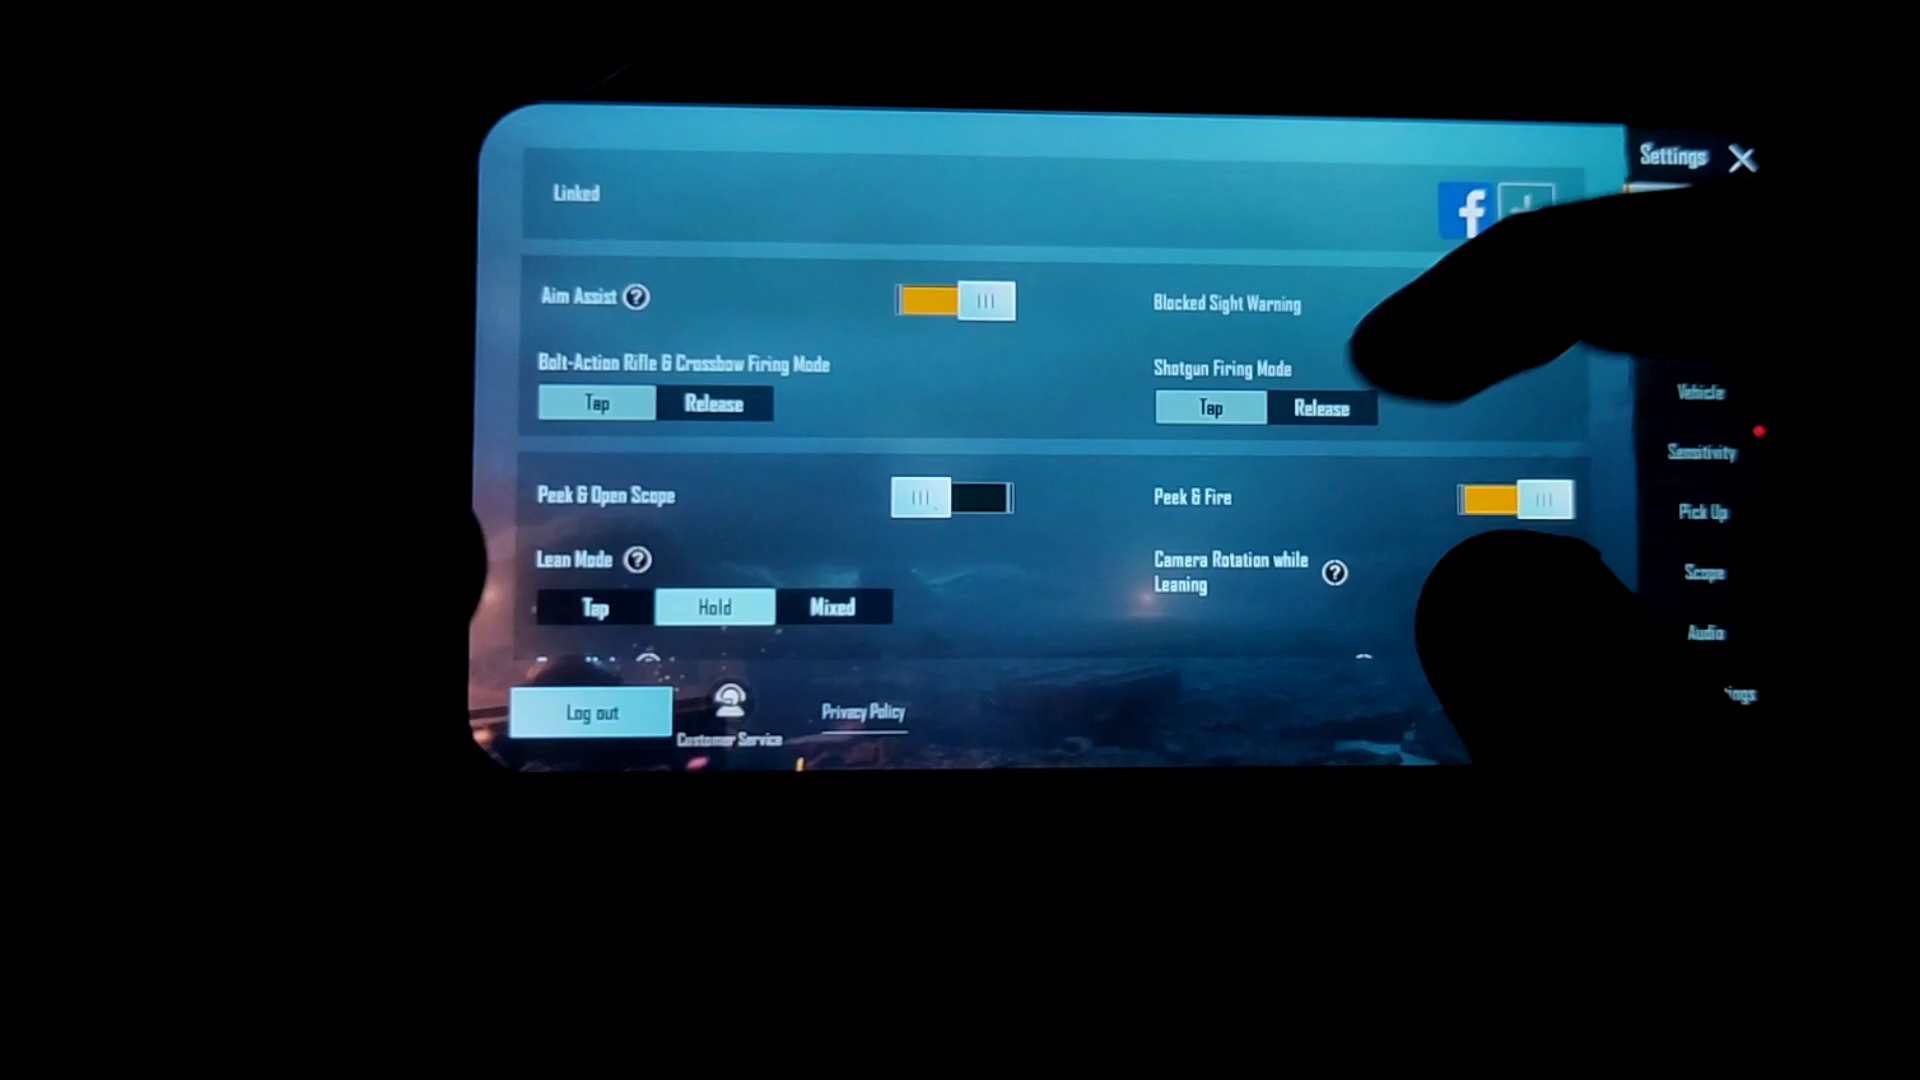 Settings
Linked
Aim Assist
Blocked Sight Warning
Bolt-Action Rifle & Crossbow Firing Mode
Shotgun Firing Mode
Tap Release
Tap Release
Vehicle
Sensitivity
Peek & Open Scope
Peek & Fire
Pick Up
Lean Mode
Camera Rotation while
Leaning
Scope
Tap Hold Mixed
Audio
Log out
Customer Service
Privacy Policy